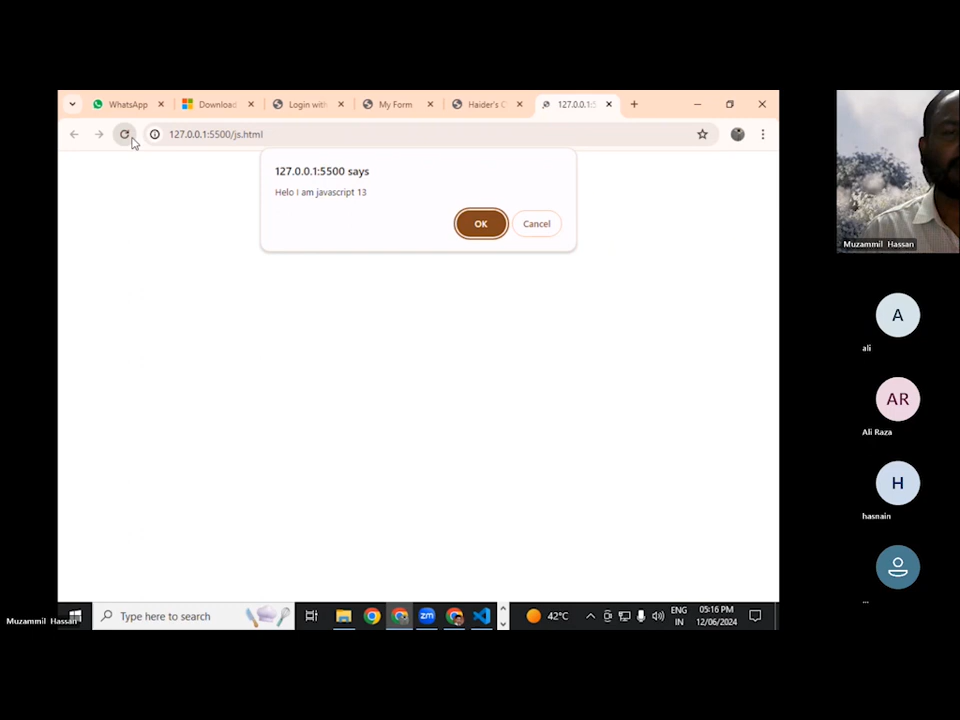 WhatsApp
Download
Login with
My Form
Haider's C
127.0.0.1:5
127.0.0.1:5500/js.html
127.0.0.1:5500 says
Helo I am javascript 13
OK
Cancel
Muzammil Hassan
A
ali
AR
Ali Raza
H
hasnain
...
Muzammil Hassan
Type here to search
zm
42°C
ENG
IN
05:16 PM
12/06/2024